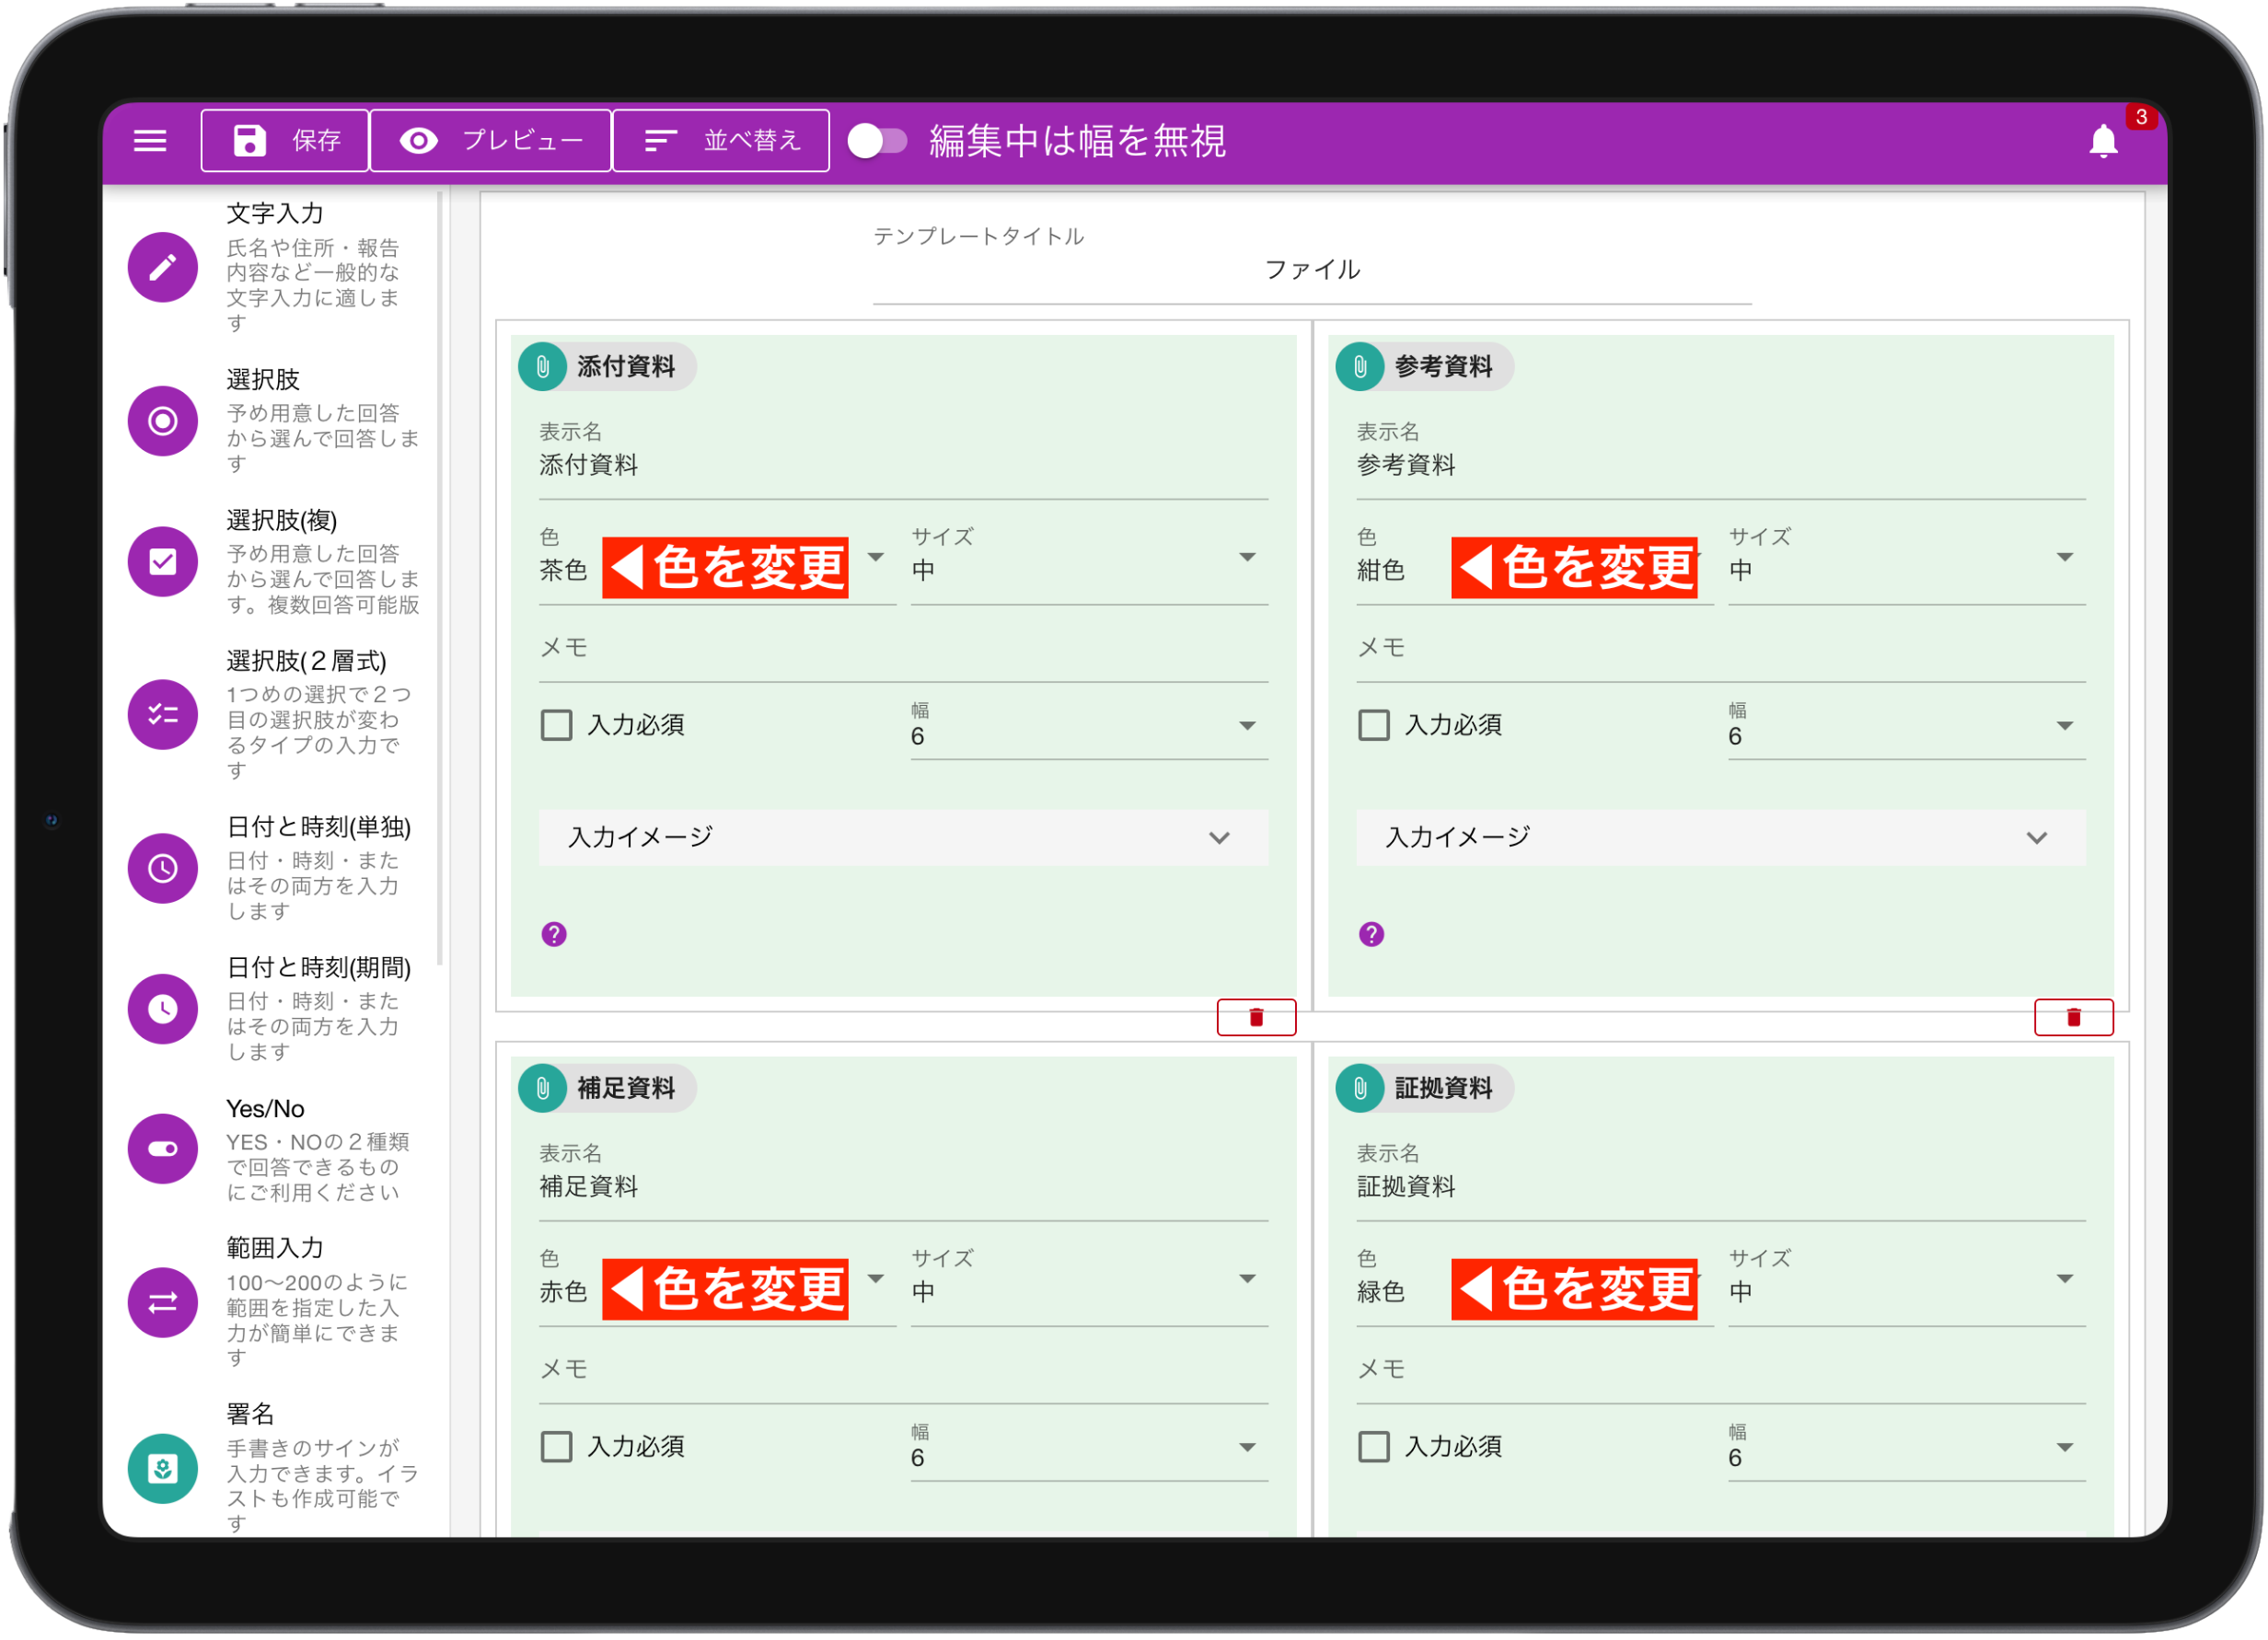 保存
プレビュー
並べ替え
編集中は幅を無視
3
文字入力
氏名や住所・報告
内容など一般的な
文字入力に適しま
す
選択肢
予め用意した回答
から選んで回答しま
す
選択肢(複)
予め用意した回答
から選んで回答しま
す。複数回答可能版
選択肢(２層式)
1つめの選択で２つ
目の選択肢が変わ
るタイプの入力で
す
日付と時刻(単独)
日付・時刻・また
はその両方を入力
します
日付と時刻(期間)
日付・時刻・また
はその両方を入力
します
Yes/No
YES・NOの２種類
で回答できるもの
にご利用ください
範囲入力
100〜200のように
範囲を指定した入
力が簡単にできま
す
署名
手書きのサインが
入力できます。イラ
ストも作成可能で
す
テンプレートタイトル
ファイル
添付資料
表示名
添付資料
色
茶色
◀色を変更
サイズ
中
メモ
入力必須
幅
6
入力イメージ
?
参考資料
表示名
参考資料
色
紺色
◀色を変更
サイズ
中
メモ
入力必須
幅
6
入力イメージ
?
補足資料
表示名
補足資料
色
赤色
◀色を変更
サイズ
中
メモ
入力必須
幅
6
証拠資料
表示名
証拠資料
色
緑色
◀色を変更
サイズ
中
メモ
入力必須
幅
6